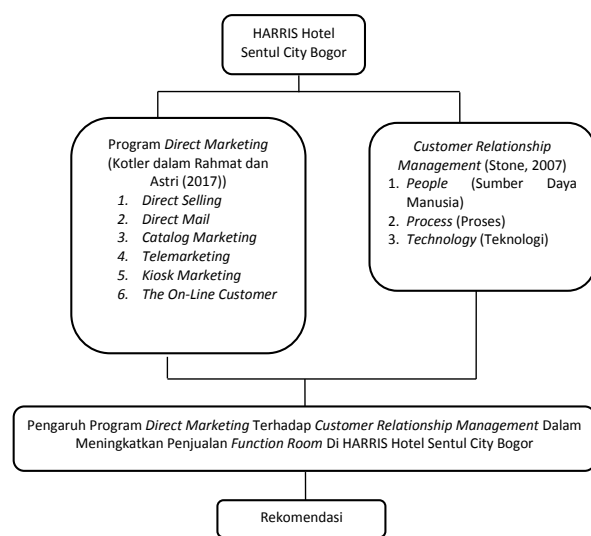 HARRIS Hotel
Sentul City Bogor
Program Direct Marketing
(Kotler dalam Rahmat dan
Astri (2017))
1. Direct Selling
2. Direct Mail
3. Catalog Marketing
4. Telemarketing
5. Kiosk Marketing
6. The On-Line Customer
Customer Relationship
Management (Stone, 2007)
1. People (Sumber Daya
Manusia)
2. Process (Proses)
3. Technology (Teknologi)
Pengaruh Program Direct Marketing Terhadap Customer Relationship Management Dalam
Meningkatkan Penjualan Function Room Di HARRIS Hotel Sentul City Bogor
Rekomendasi